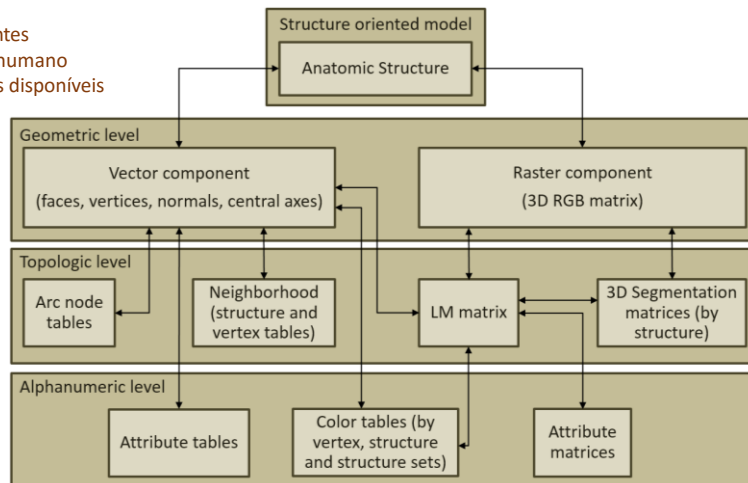 ntes
humano
s disponíveis
Structure oriented model
Anatomic Structure
Geometric level
Vector component
(faces, vertices, normals, central axes)
Raster component
(3D RGB matrix)
Topologic level
Arc node
tables
Neighborhood
(structure and
vertex tables)
LM matrix
3D Segmentation
matrices (by
structure)
Alphanumeric level
Attribute tables
Color tables (by
vertex, structure
and structure sets)
Attribute
matrices